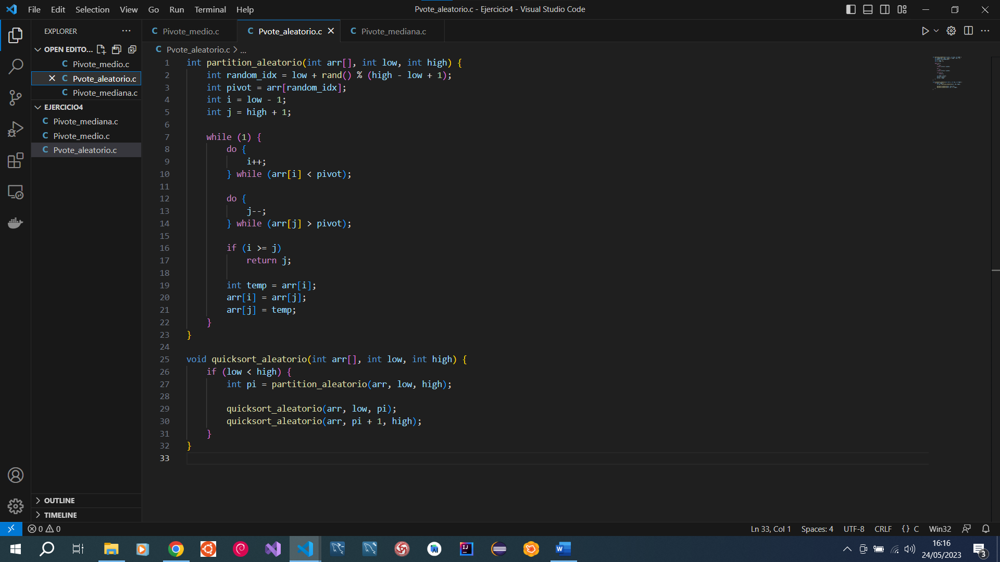 File Edit Selection View Go Run Terminal Help
Pvote_aleatorio.c - Ejercicio4 - Visual Studio Code
EXPLORER
OPEN EDITO...
Pivote_medio.c
Pvote_aleatorio.c
Pivote_mediana.c
EJERCICIO4
Pivote_mediana.c
Pivote_medio.c
Pvote_aleatorio.c
OUTLINE
TIMELINE
Pivote_medio.c Pvote_aleatorio.c Pivote_mediana.c
Pvote_aleatorio.c > ...
1 int partition_aleatorio(int arr[], int low, int high) {
2 int random_idx = low + rand() % (high - low + 1);
3 int pivot = arr[random_idx];
4 int i = low - 1;
5 int j = high + 1;
6
7 while (1) {
8 do {
9 i++;
10 } while (arr[i] < pivot);
11
12 do {
13 j--;
14 } while (arr[j] > pivot);
15
16 if (i >= j)
17 return j;
18
19 int temp = arr[i];
20 arr[i] = arr[j];
21 arr[j] = temp;
22 }
23 }
24
25 void quicksort_aleatorio(int arr[], int low, int high) {
26 if (low < high) {
27 int pi = partition_aleatorio(arr, low, high);
28
29 quicksort_aleatorio(arr, low, pi);
30 quicksort_aleatorio(arr, pi + 1, high);
31 }
32 }
33
0 0
Ln 33, Col 1 Spaces: 4 UTF-8 CRLF {} C Win32
16:16
24/05/2023
3